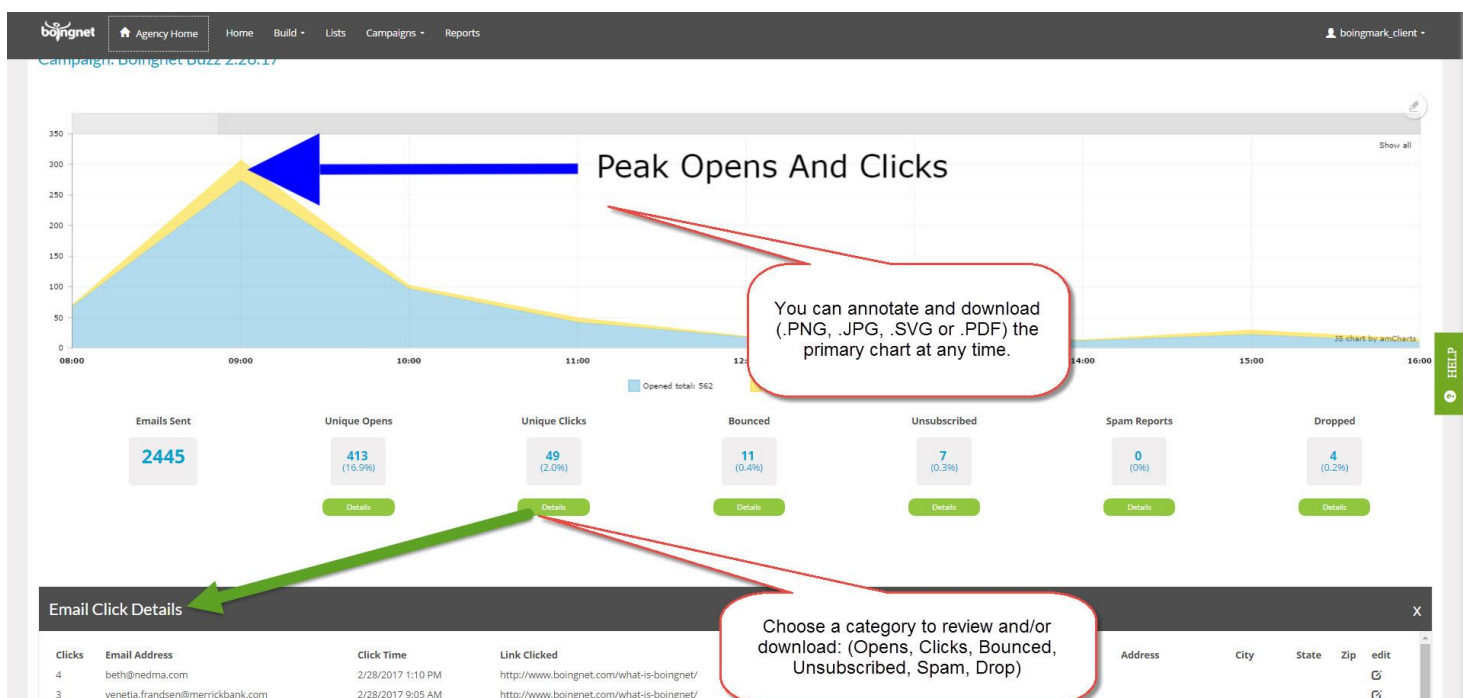 boingnet Agency Home Home Build Lists Campaigns Reports boingmark_client
Campaign: Boingnet Buzz 2.28.17
350
Show all
300
Peak Opens And Clicks
250
200
150
100
50
0
You can annotate and download
(.PNG, .JPG, .SVG or .PDF) the
primary chart at any time.
JS chart by amCharts
08:00 09:00 10:00 11:00 12: 14:00 15:00 16:00
HELP
Opened total: 562
Emails Sent Unique Opens Unique Clicks Bounced Unsubscribed Spam Reports Dropped
2445 413 49 11 7 0 4
(16.9%) (2.0%) (0.4%) (0.3%) (0%) (0.2%)
Details Details Details Details Details Details
Email Click Details X
Choose a category to review and/or
download: (Opens, Clicks, Bounced,
Unsubscribed, Spam, Drop)
Clicks Email Address Click Time Link Clicked Address City State Zip edit
4 beth@nedma.com 2/28/2017 1:10 PM http://www.boingnet.com/what-is-boingnet/
3 venetia.frandsen@merrickbank.com 2/28/2017 9:05 AM http://www.boingnet.com/what-is-boingnet/